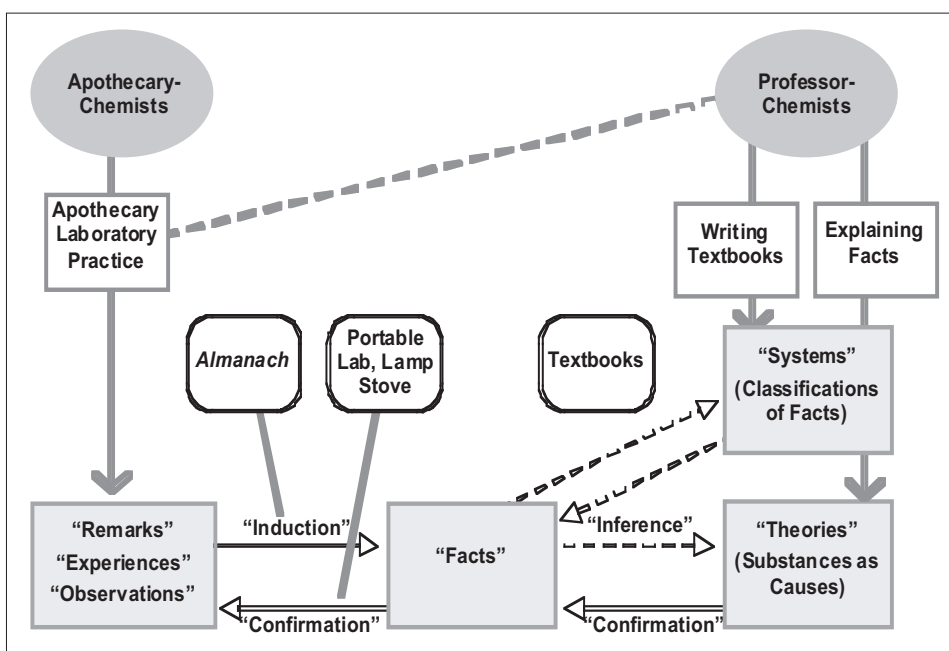 Apothecary-
Chemists
Professor-
Chemists
Apothecary
Laboratory
Practice
Writing
Textbooks
Explaining
Facts
Almanach
Portable
Lab, Lamp
Stove
Textbooks
“Systems”
(Classifications
of Facts)
“Remarks”
“Experiences”
“Observations”
“Induction”
“Confirmation”
“Facts”
“Inference”
“Confirmation”
“Theories”
(Substances as
Causes)